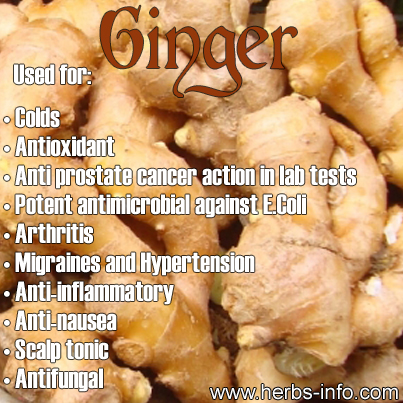 Ginger
Used for:
• Colds
• Antioxidant
• Anti prostate cancer action in lab tests
• Potent antimicrobial against E.Coli
• Arthritis
• Migraines and Hypertension
• Anti-inflammatory
• Anti-nausea
• Scalp tonic
• Antifungal
www.herbs-info.com